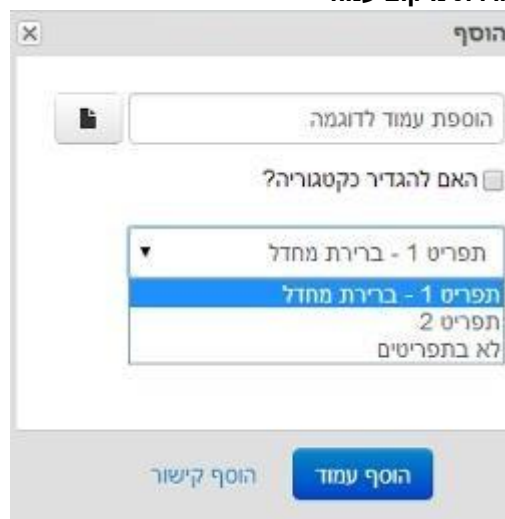 הוסף
הוספת עמוד לדוגמה
האם להגדיר כקטגוריה?
תפריט 1 - ברירת מחדל
תפריט 1 - ברירת מחדל
תפריט 2
לא בתפריטים
הוסף עמוד
הוסף קישור